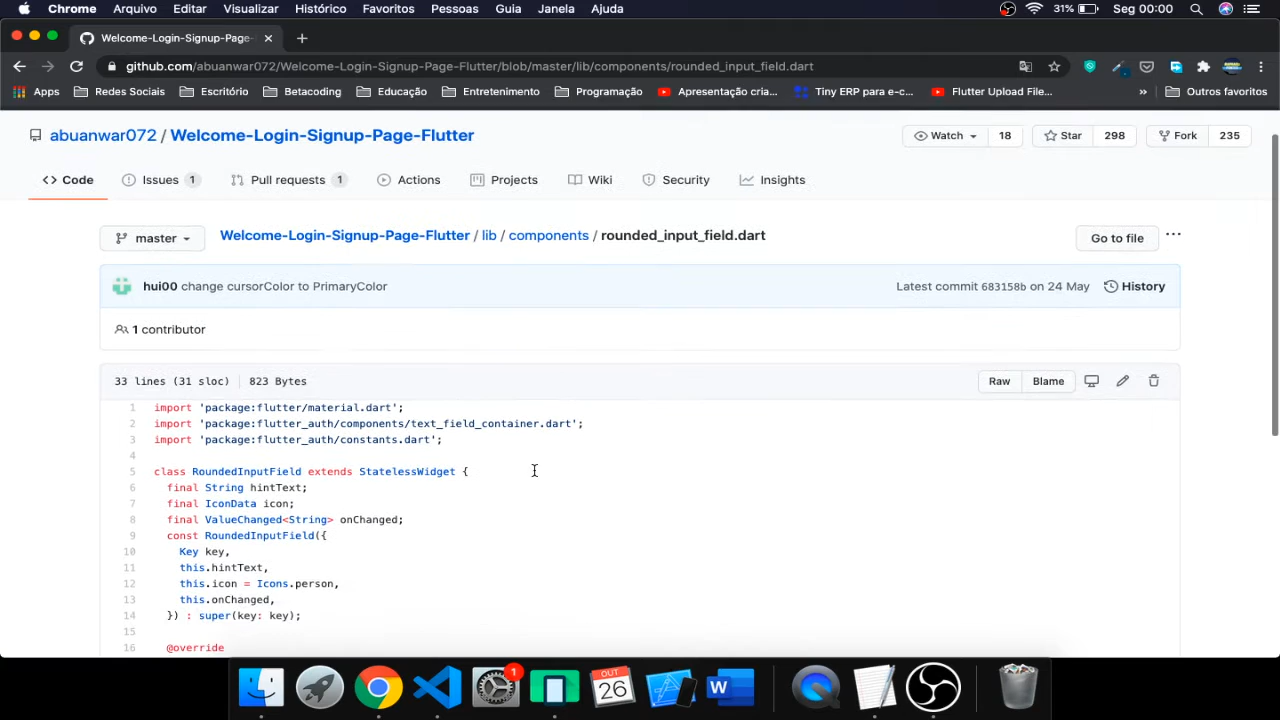 Chrome Arquivo Editar Visualizar Histórico Favoritos Pessoas Guia Janela Ajuda 31% Seg 00:00
Welcome-Login-Signup-Page-
github.com/abuanwar072/Welcome-Login-Signup-Page-Flutter/blob/master/lib/components/rounded_input_field.dart
Apps Redes Sociais Escritório Betacoding Educação Entretenimento Programação Apresentação cria... Tiny ERP para e-c... Flutter Upload File... » Outros favoritos
abuanwar072 / Welcome-Login-Signup-Page-Flutter Watch 18 Star 298 Fork 235
<> Code Issues 1 Pull requests 1 Actions Projects Wiki Security Insights
master Welcome-Login-Signup-Page-Flutter / lib / components / rounded_input_field.dart Go to file ...
hui00 change cursorColor to PrimaryColor Latest commit 683158b on 24 May History
1 contributor
33 lines (31 sloc) 823 Bytes Raw Blame
1 import 'package:flutter/material.dart';
2 import 'package:flutter_auth/components/text_field_container.dart';
3 import 'package:flutter_auth/constants.dart';
4
5 class RoundedInputField extends StatelessWidget {
6 final String hintText;
7 final IconData icon;
8 final ValueChanged<String> onChanged;
9 const RoundedInputField({
10 Key key,
11 this.hintText,
12 this.icon = Icons.person,
13 this.onChanged,
14 }) : super(key: key);
15
16 @override
1
OCT
26
W